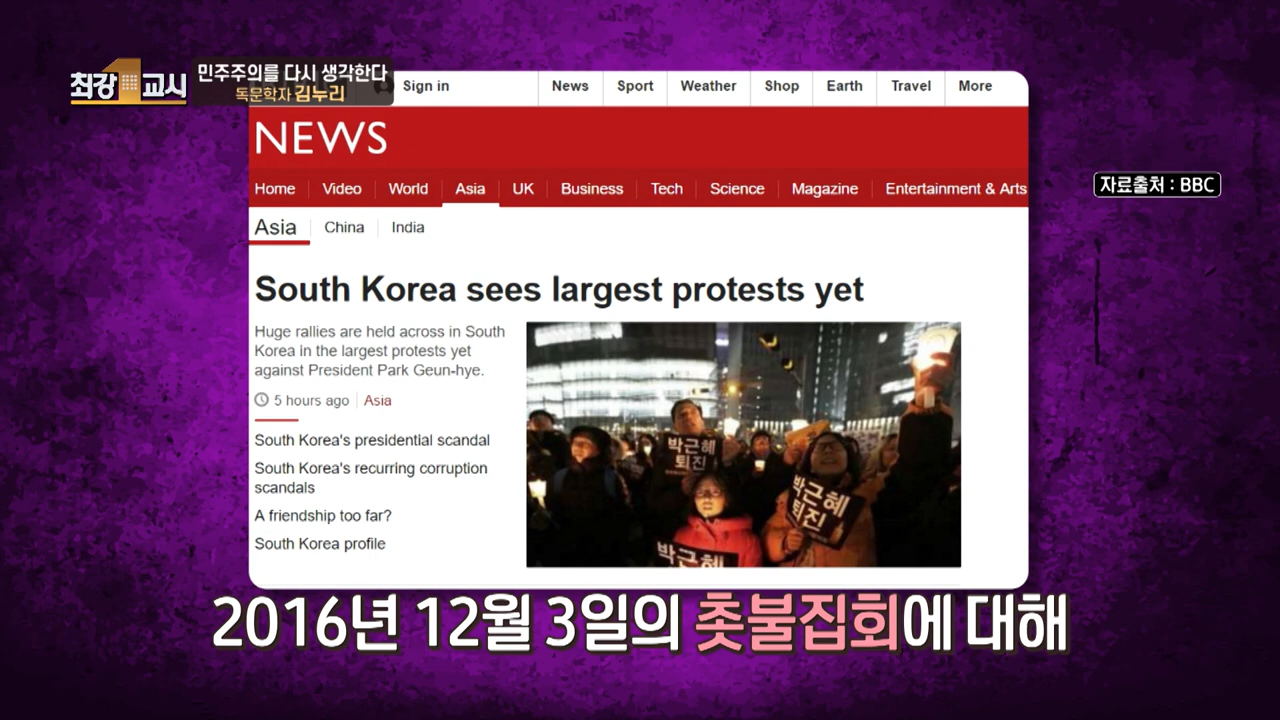 최강1교시
민주주의를 다시 생각한다
독문학자 김누리
Sign in
News Sport Weather Shop Earth Travel More
NEWS
Home Video World Asia UK Business Tech Science Magazine Entertainment & Arts
자료출처 : BBC
Asia China India
South Korea sees largest protests yet
Huge rallies are held across in South
Korea in the largest protests yet
against President Park Geun-hye.
5 hours ago Asia
South Korea's presidential scandal
South Korea's recurring corruption
scandals
A friendship too far?
South Korea profile
박근혜
퇴진
박근혜
퇴진
박근혜
2016년 12월 3일의 촛불집회에 대해